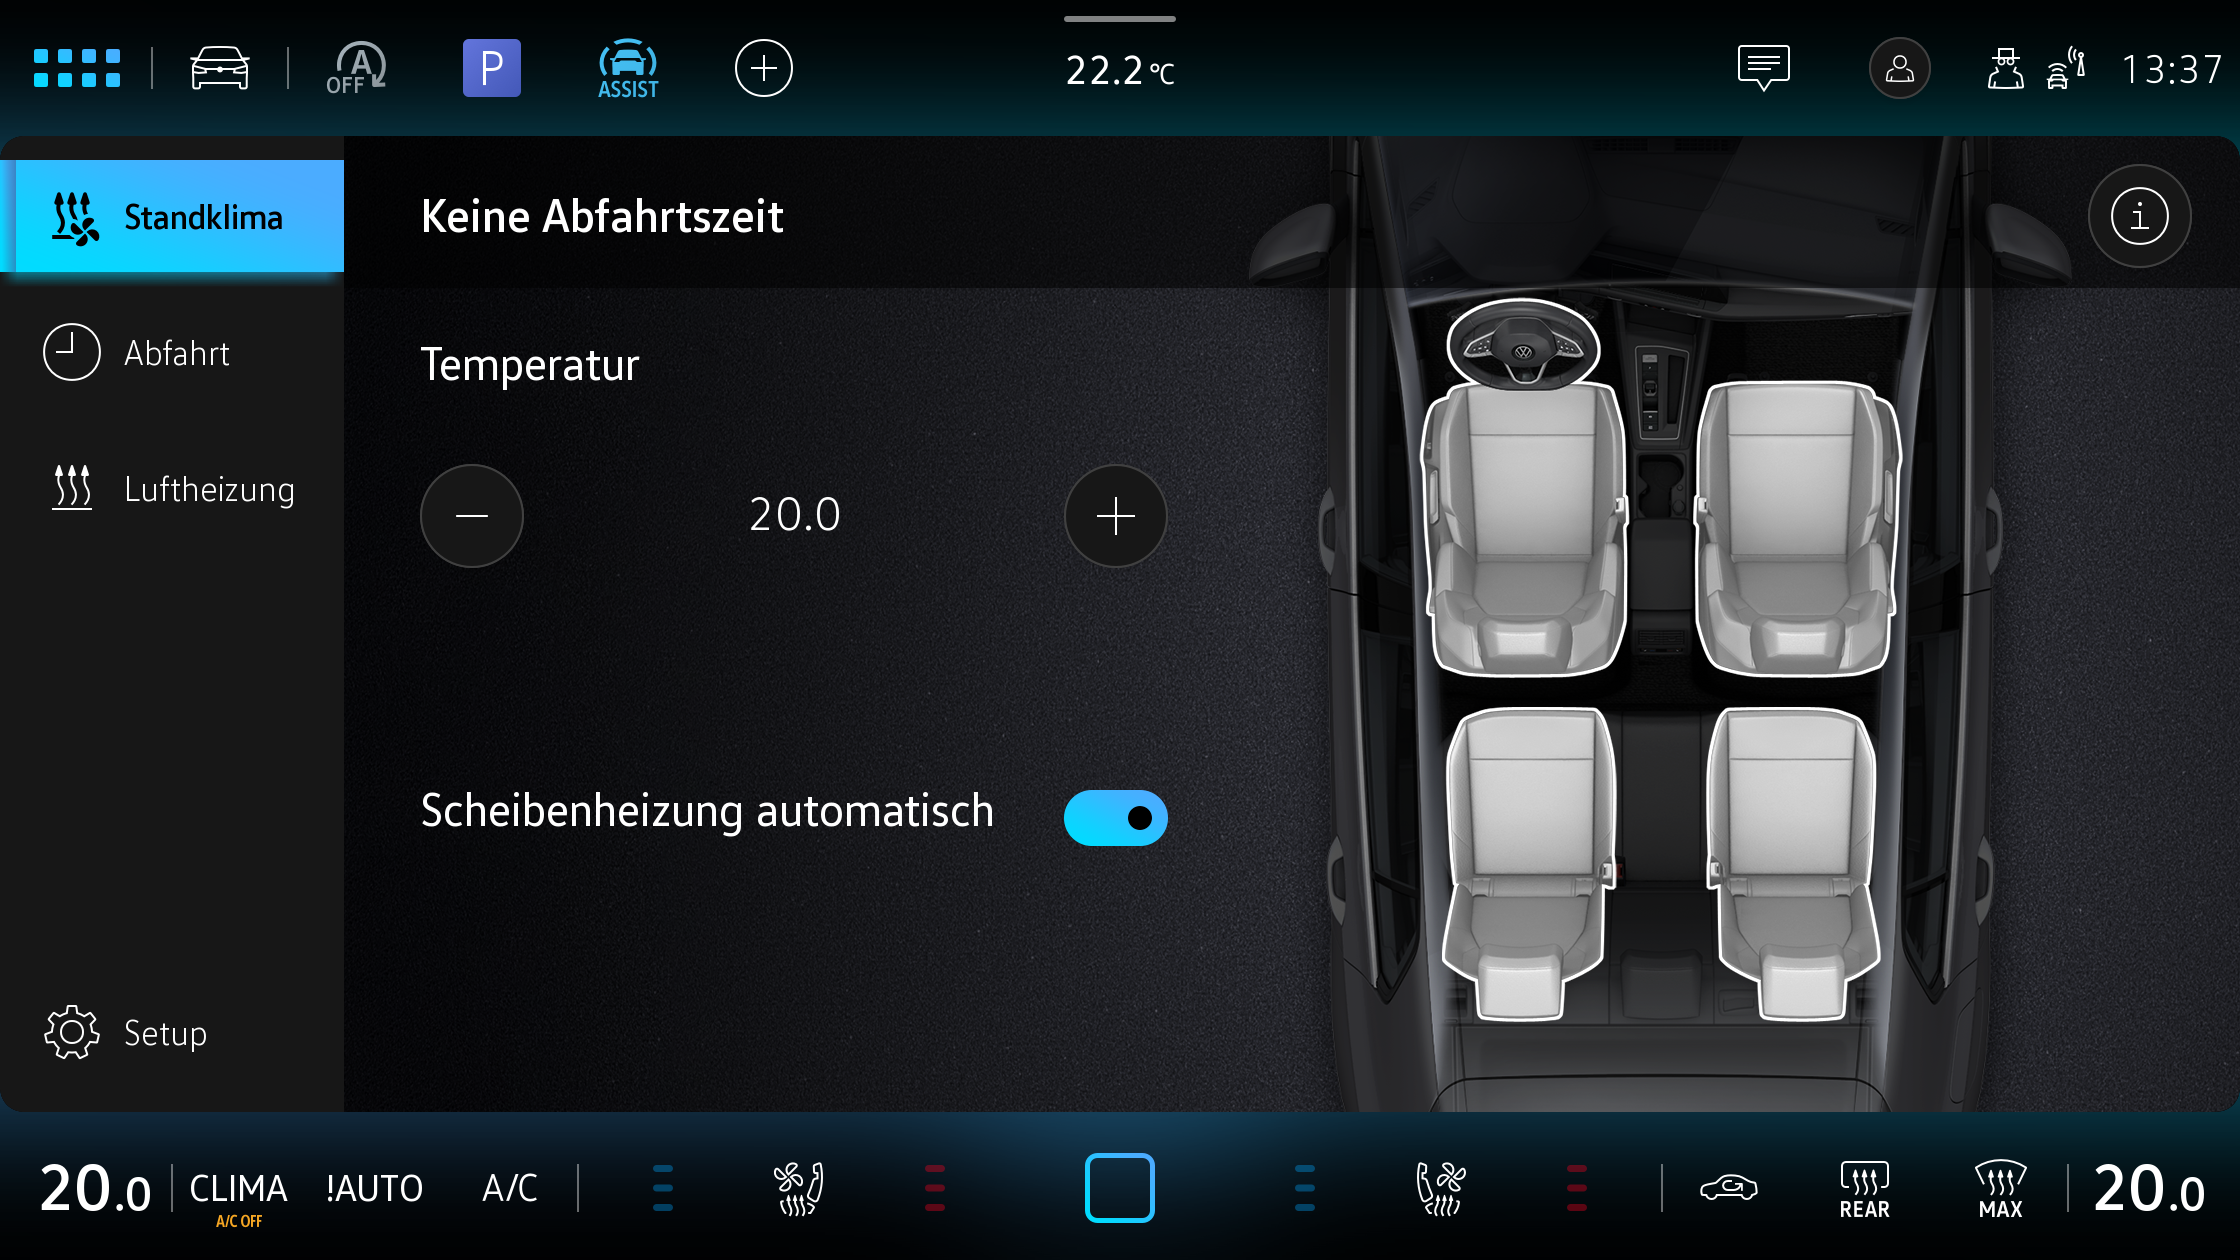 A
OFF
P
ASSIST
22.2 °C
13:37
Standklima
Keine Abfahrtszeit
Abfahrt
Temperatur
Luftheizung
20.0
Scheibenheizung automatisch
Setup
20.0
CLIMA
A/C OFF
!AUTO
A/C
REAR
MAX
20.0